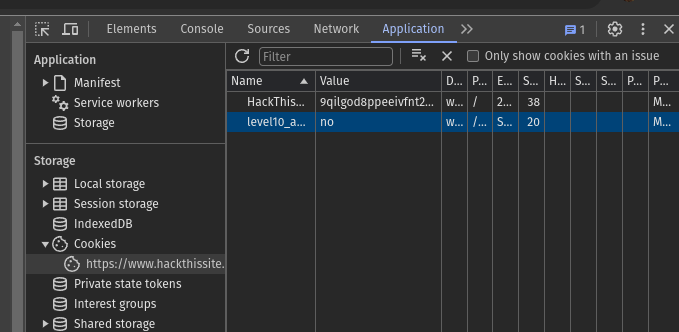 Elements Console Sources Network Application 1
Application
Manifest
Service workers
Storage
Storage
Local storage
Session storage
IndexedDB
Cookies
https://www.hackthissite.
Private state tokens
Interest groups
Shared storage
Filter Only show cookies with an issue
Name Value D... P... E... S... H... S... S... P... P...
HackThis... 9qilgod8ppeeivfnt2... w... / 2... 38 M...
level10_a... no w... /... S... 20 M...